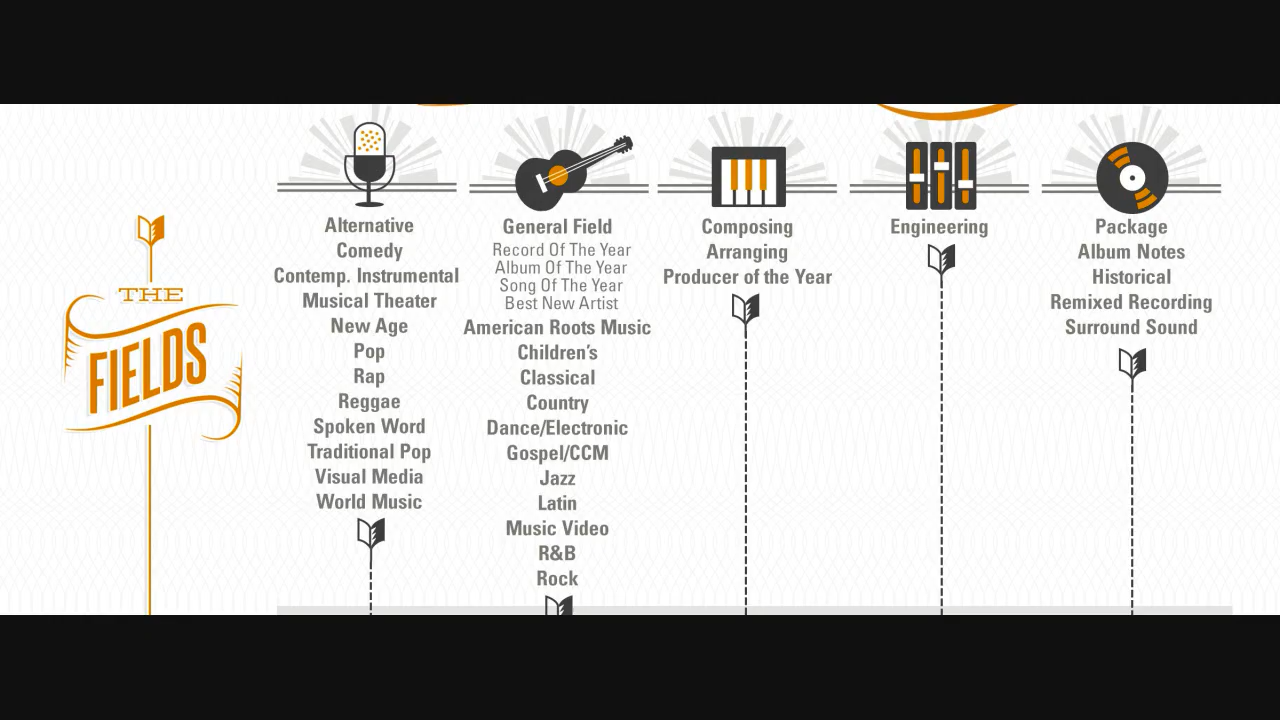 THE
FIELDS
Alternative
Comedy
Contemp. Instrumental
Musical Theater
New Age
Pop
Rap
Reggae
Spoken Word
Traditional Pop
Visual Media
World Music
General Field
Record Of The Year
Album Of The Year
Song Of The Year
Best New Artist
American Roots Music
Children's
Classical
Country
Dance/Electronic
Gospel/CCM
Jazz
Latin
Music Video
R&B
Rock
Composing
Arranging
Producer of the Year
Engineering
Package
Album Notes
Historical
Remixed Recording
Surround Sound